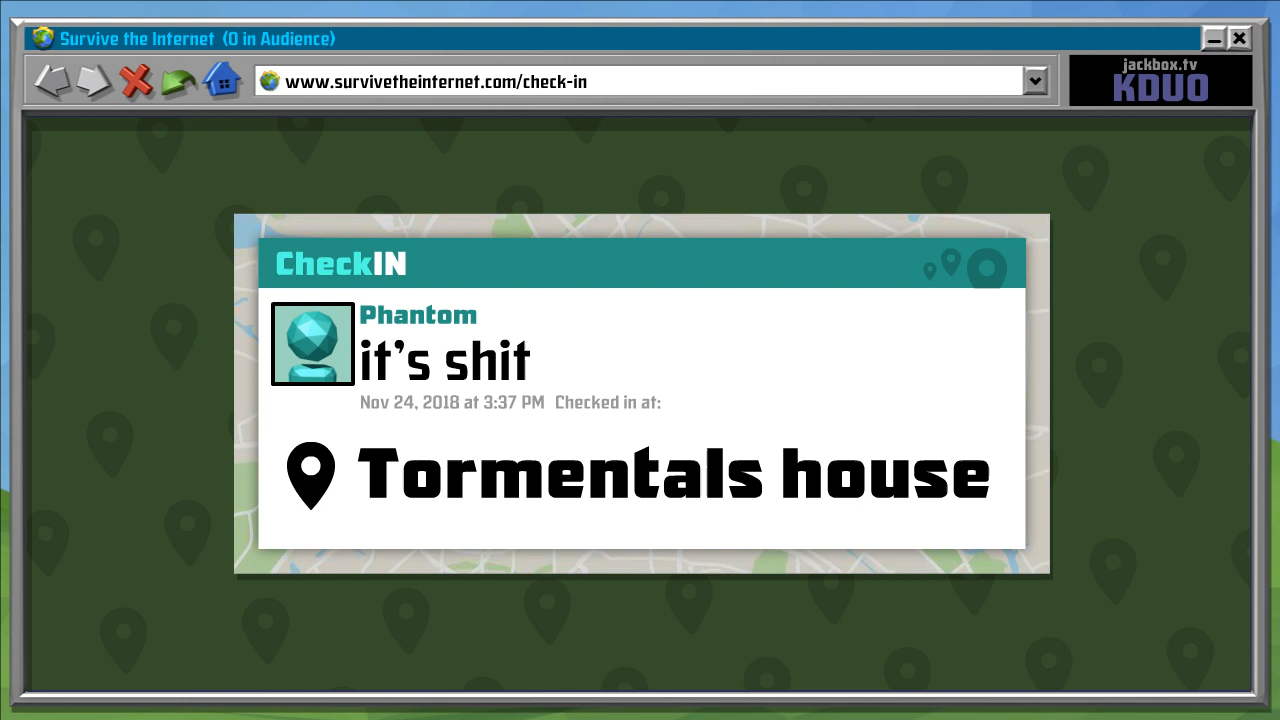 Survive the Internet (0 in Audience)
www.survivetheinternet.com/check-in
jackbox.tv
KDUO
CheckIN
Phantom
it's shit
Nov 24, 2018 at 3:37 PM Checked in at:
Tormentals house